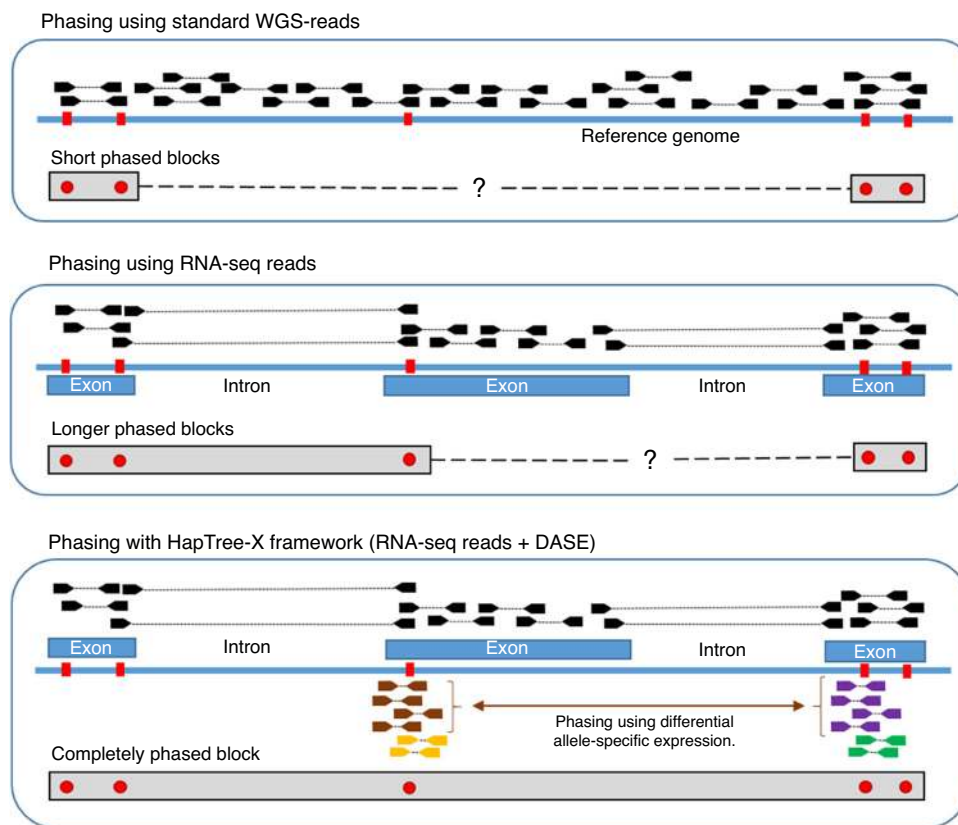 Phasing using standard WGS-reads
Reference genome
Short phased blocks
?
Phasing using RNA-seq reads
Exon Intron Exon Intron Exon
Longer phased blocks
?
Phasing with HapTree-X framework (RNA-seq reads + DASE)
Exon Intron Exon Intron Exon
Phasing using differential
allele-specific expression.
Completely phased block